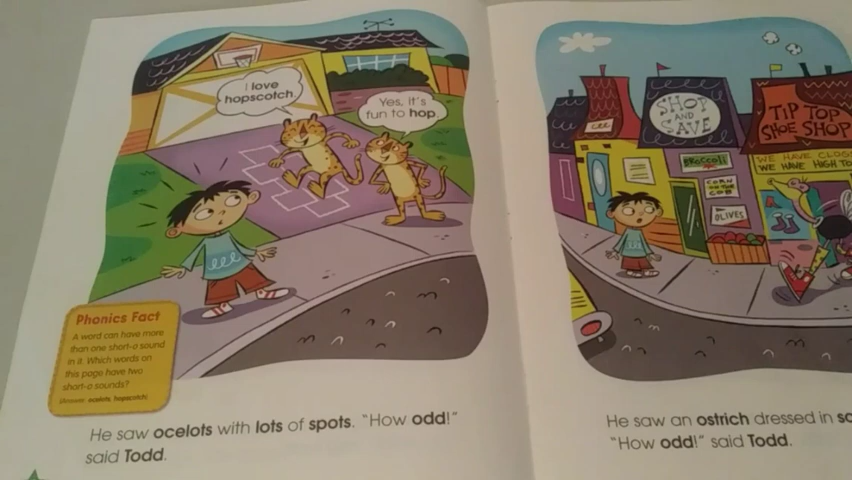 I love
hopscotch.
Yes, it's
fun to hop.
Phonics Fact
A word can have more
than one short-o sound
in it. Which words on
this page have two
short-o sounds?
(Answer: ocelots, hopscotch)
He saw ocelots with lots of spots. "How odd!"
said Todd.
SHOP
AND
SAVE
TIP TOP
SHOE SHOP
BRoccoli
CORN
ON THE
COB
OLIVES
WE HAVE CLOGS
WE HAVE HIGH TO
He saw an ostrich dressed in
"How odd!" said Todd.